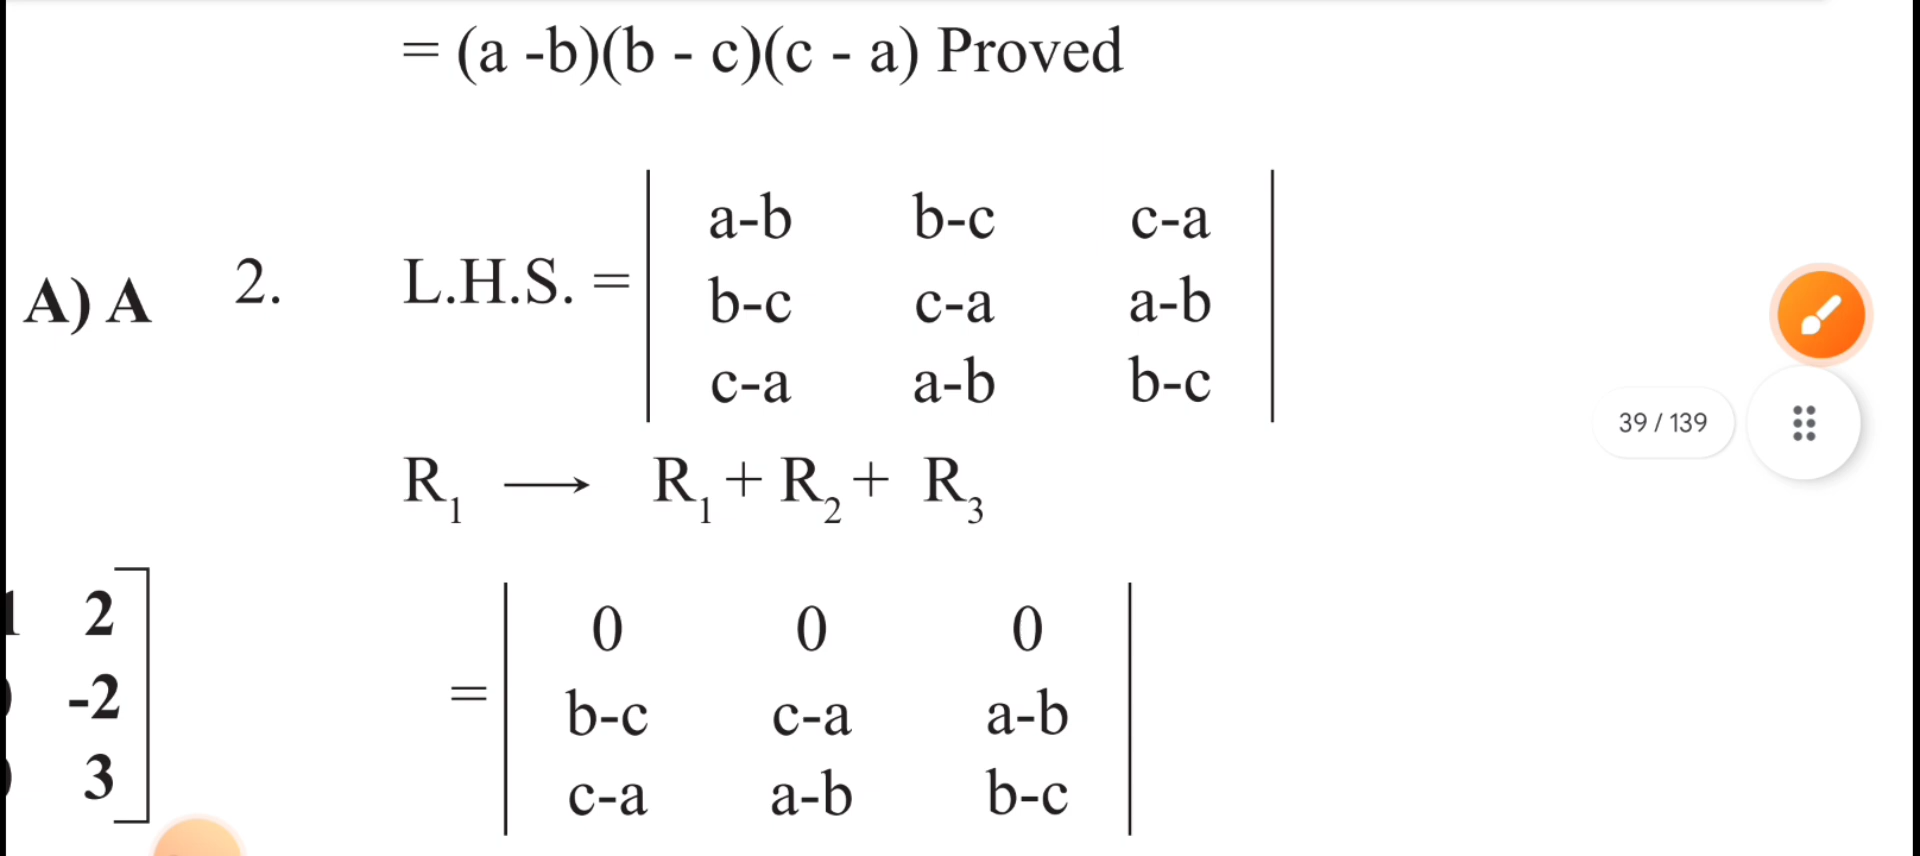 = (a -b)(b - c)(c - a) Proved
a-b b-c c-a
A) A 2. L.H.S. = b-c c-a a-b
c-a a-b b-c
39 / 139
R1 ⟶ R1 + R2 + R3
2 0 0 0
-2 = b-c c-a a-b
3 c-a a-b b-c